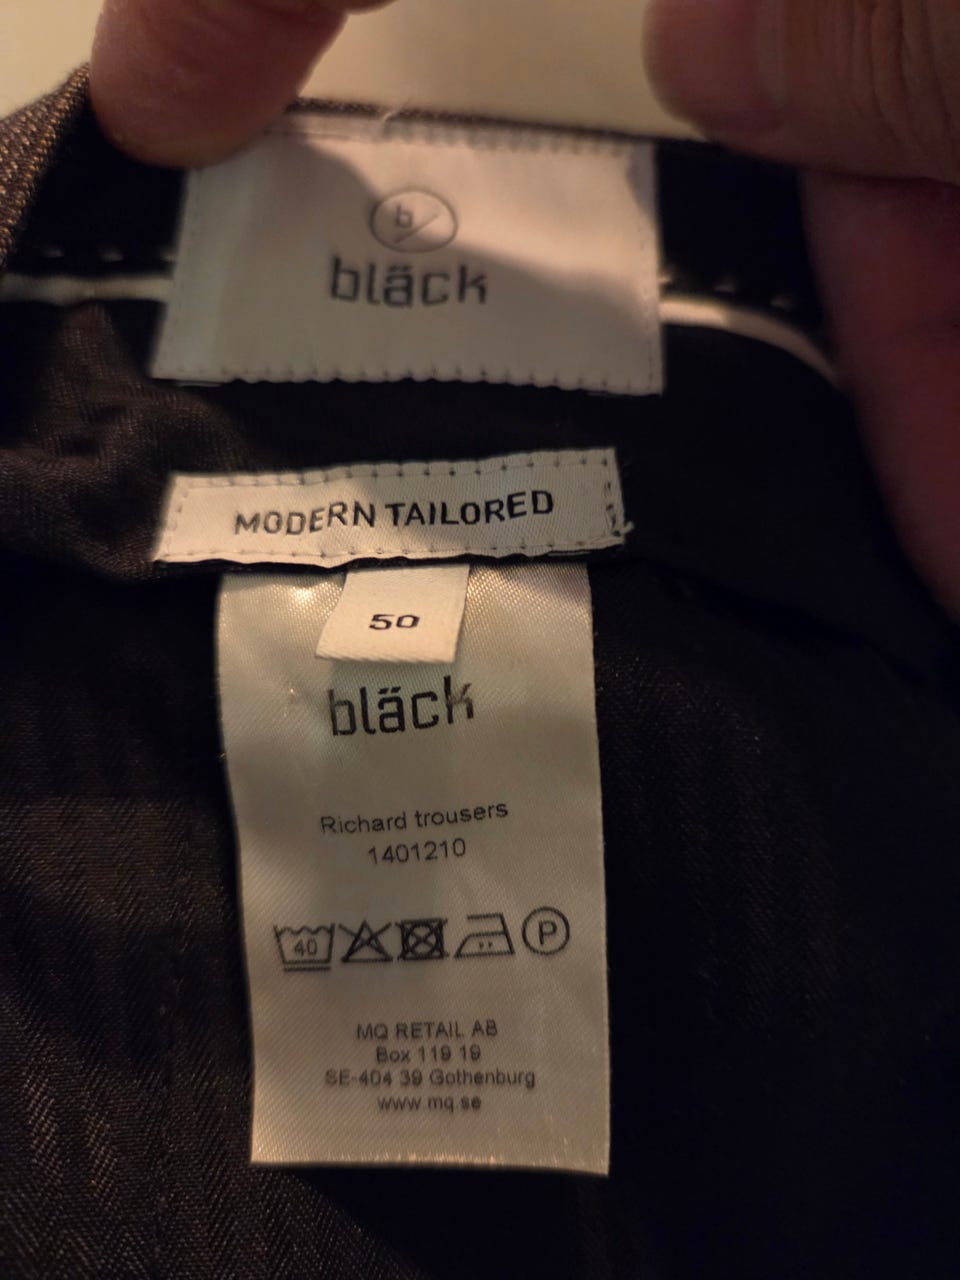 b/
bläck
MODERN TAILORED
50
bläck
Richard trousers
1401210
40 P
MQ RETAIL AB
Box 119 19
SE-404 39 Gothenburg
www.mq.se